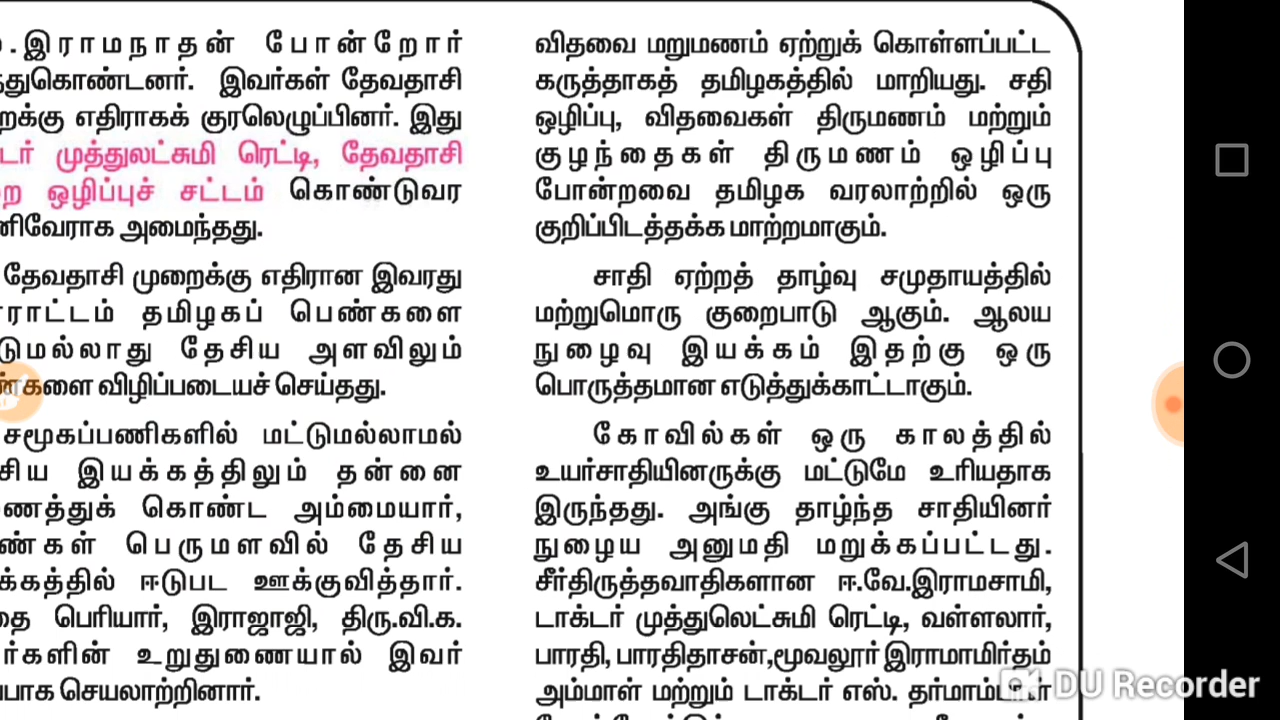 .இராமநாதன் போன்றோர்
துகொண்டனர். இவர்கள் தேவதாசி
றக்கு எதிராகக் குரலெழுப்பினர். இது
டர் முத்துலட்சுமி ரெட்டி, தேவதாசி
ற ஒழிப்புச் சட்டம் கொண்டுவர
ணிவேராக அமைந்தது.
தேவதாசி முறைக்கு எதிரான இவரது
ராட்டம் தமிழகப் பெண்களை
டுமல்லாது தேசிய அளவிலும்
ண்களை விழிப்படையச் செய்தது.
சமூகப்பணிகளில் மட்டுமல்லாமல்
சிய இயக்கத்திலும் தன்னை
ணைத்துக் கொண்ட அம்மையார்,
ண்கள் பெருமளவில் தேசிய
க்கத்தில் ஈடுபட ஊக்குவித்தார்.
தை பெரியார், இராஜாஜி, திரு.வி.க.
ர்களின் உறுதுணையால் இவர்
பாக செயலாற்றினார்.
விதவை மறுமணம் ஏற்றுக் கொள்ளப்பட்ட
கருத்தாகத் தமிழகத்தில் மாறியது. சதி
ஒழிப்பு, விதவைகள் திருமணம் மற்றும்
குழந்தைகள் திருமணம் ஒழிப்பு
போன்றவை தமிழக வரலாற்றில் ஒரு
குறிப்பிடத்தக்க மாற்றமாகும்.
சாதி ஏற்றத் தாழ்வு சமுதாயத்தில்
மற்றுமொரு குறைபாடு ஆகும். ஆலய
நுழைவு இயக்கம் இதற்கு ஒரு
பொருத்தமான எடுத்துக்காட்டாகும்.
கோவில்கள் ஒரு காலத்தில்
உயர்சாதியினருக்கு மட்டுமே உரியதாக
இருந்தது. அங்கு தாழ்ந்த சாதியினர்
நுழைய அனுமதி மறுக்கப்பட்டது.
சீர்திருத்தவாதிகளான ஈ.வே.இராமசாமி,
டாக்டர் முத்துலெட்சுமி ரெட்டி, வள்ளலார்,
பாரதி, பாரதிதாசன்,மூவலூர் இராமாமிர்தம்
அம்மாள் மற்றும் டாக்டர் எஸ். தர்மாம்பாள்
DU Recorder